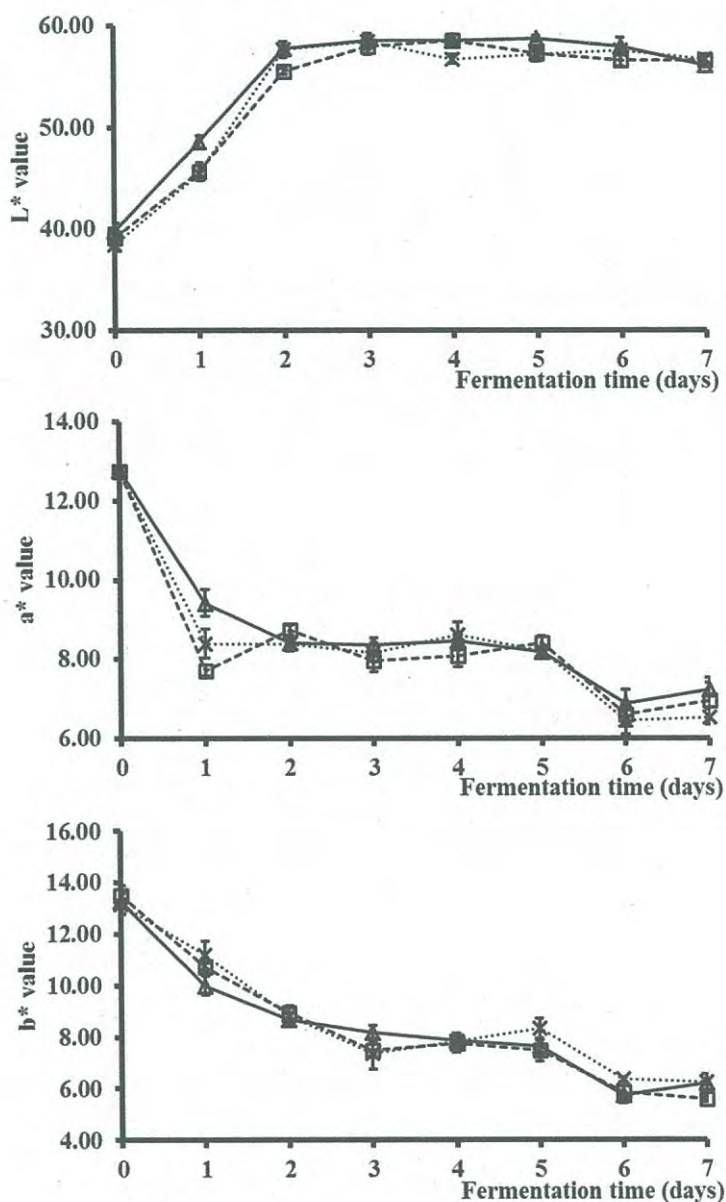 60.00
50.00
L* value
40.00
30.00
0 1 2 3 4 5 6 7
Fermentation time (days)
14.00
12.00
10.00
a* value
8.00
6.00
0 1 2 3 4 5 6 7
Fermentation time (days)
16.00
14.00
12.00
b* value
10.00
8.00
6.00
4.00
0 1 2 3 4 5 6 7
Fermentation time (days)